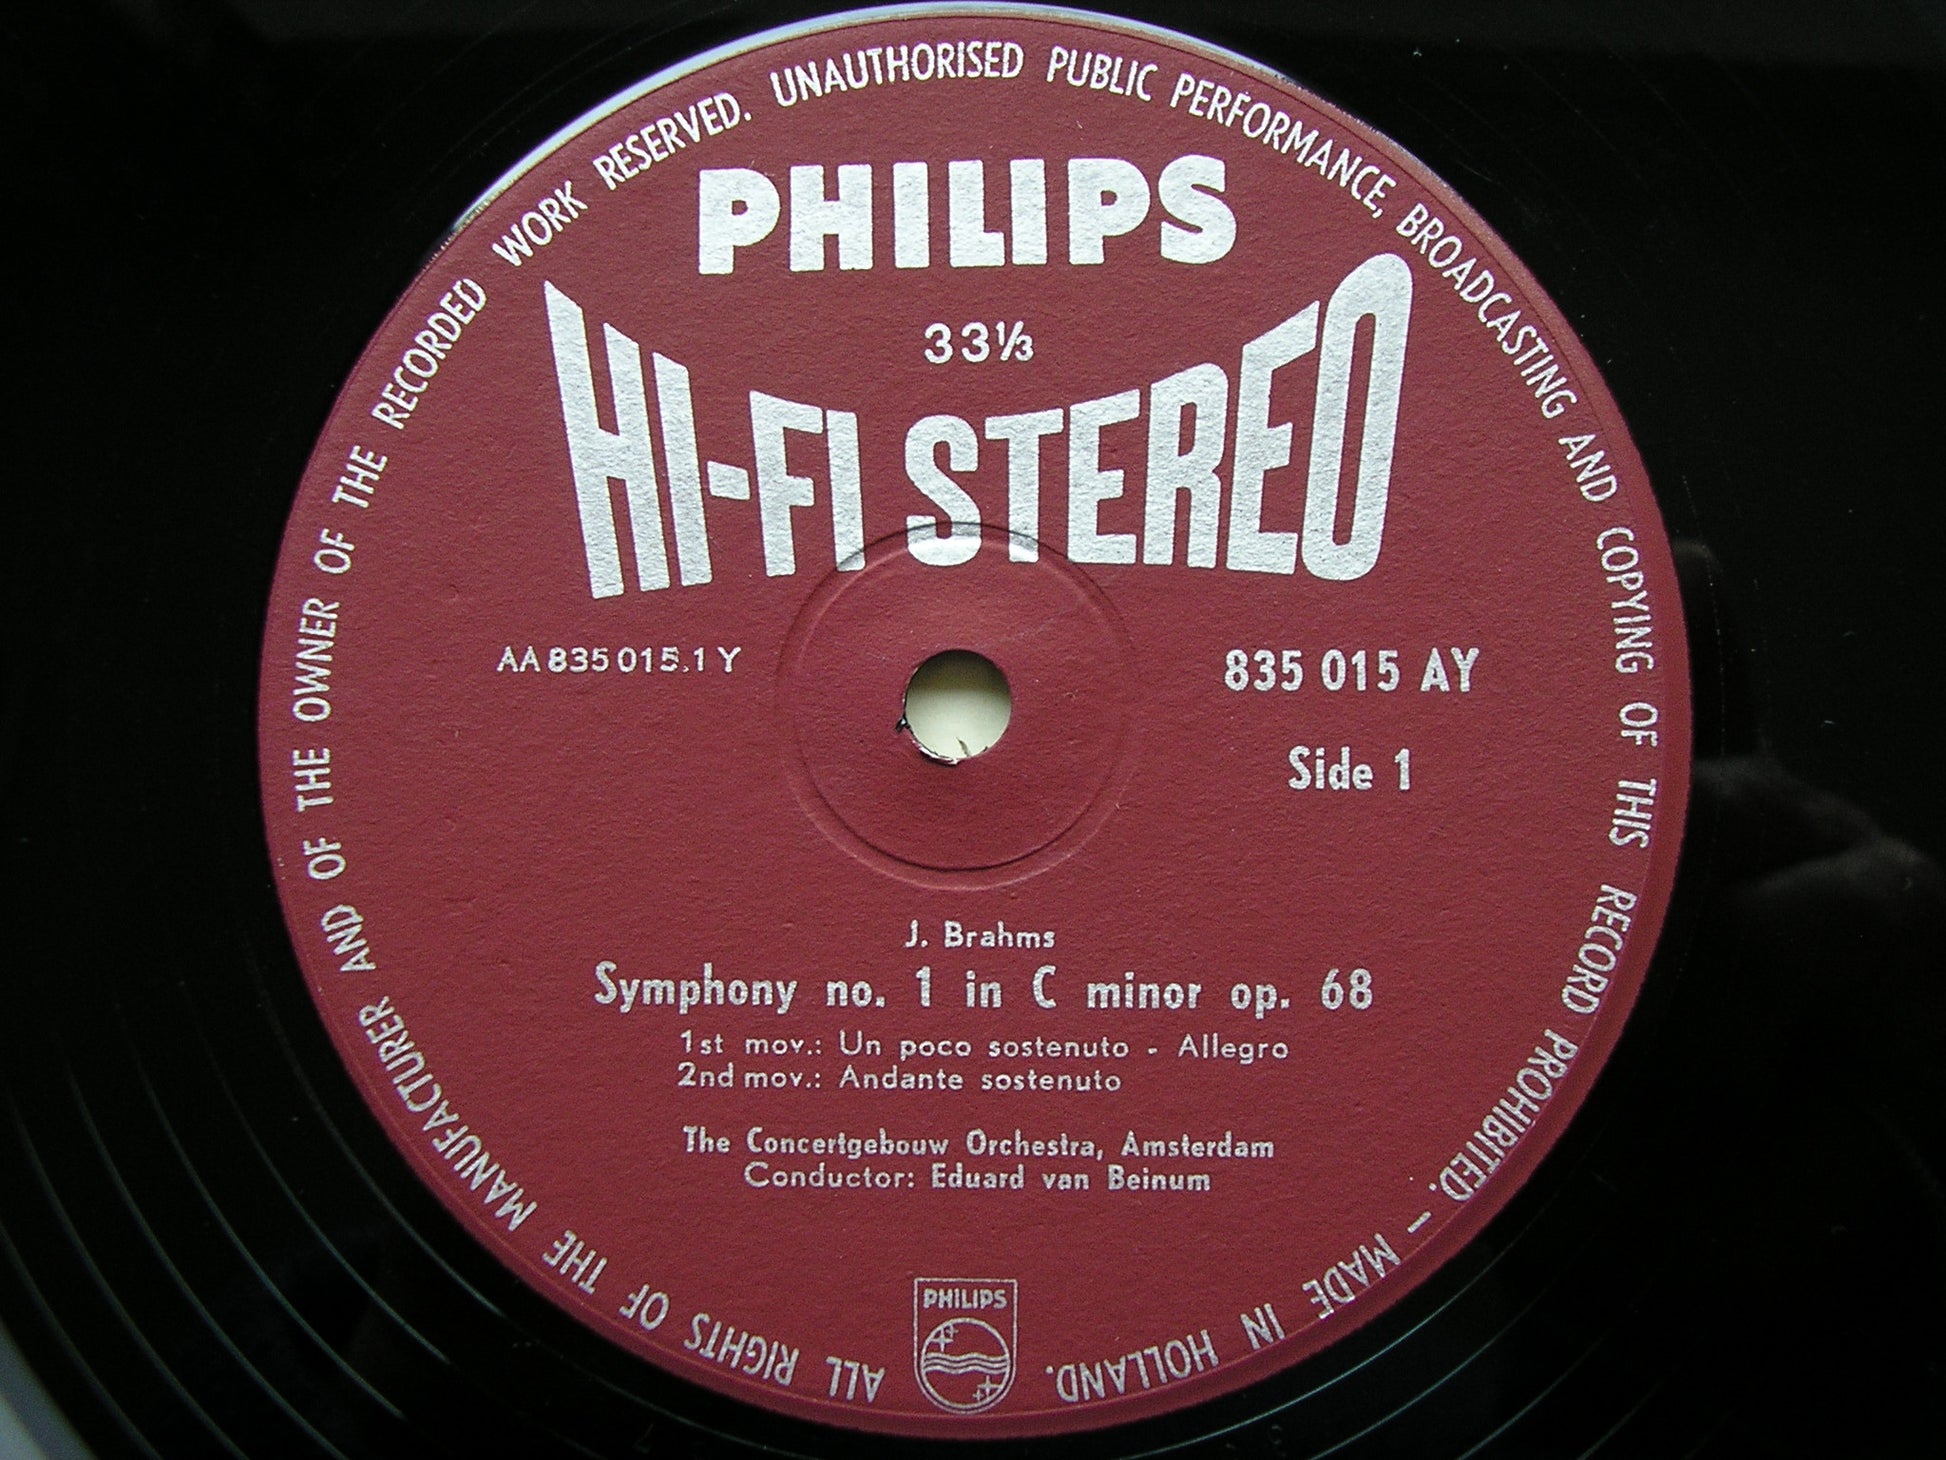 ALL RIGHTS OF THE MANUFACTURER AND OF THE OWNER OF THE RECORDED WORK RESERVED. UNAUTHORISED PUBLIC PERFORMANCE, BROADCASTING AND COPYING OF THIS RECORD PROHIBITED. – MADE IN HOLLAND.
PHILIPS
33⅓
HI-FI STEREO
AA 835 015.1 Y
835 015 AY
Side 1
J. Brahms
Symphony no. 1 in C minor op. 68
1st mov.: Un poco sostenuto - Allegro
2nd mov.: Andante sostenuto
The Concertgebouw Orchestra, Amsterdam
Conductor: Eduard van Beinum
PHILIPS